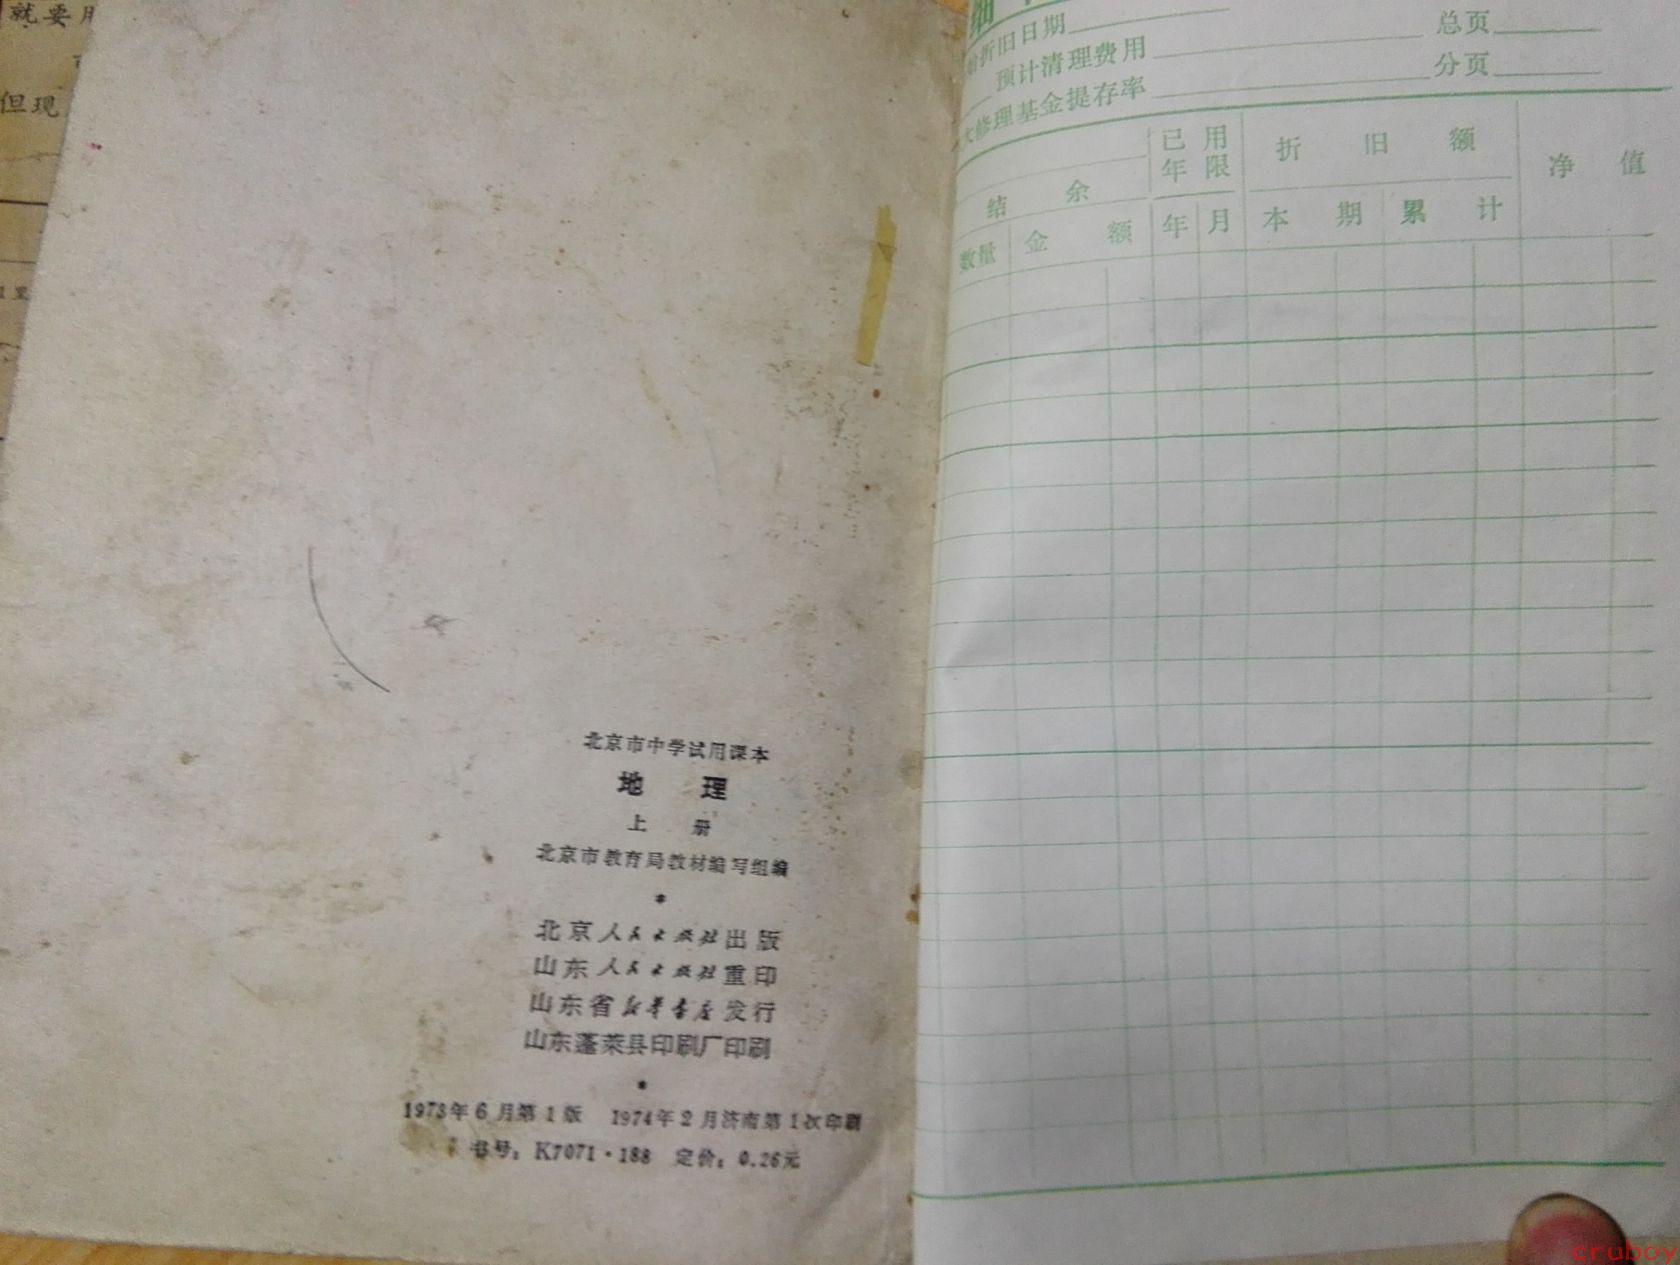 就要用
但现
北京市中学试用课本
地 理
上 册
北京市教育局教材编写组编
北京人民出版社出版
山东人民出版社重印
山东省新华书店发行
山东蓬莱县印刷厂印刷
1973年6月第1版 1974年2月济南第1次印刷
书号：K7071·188 定价：0.26元
细
始折旧日期 总页
预计清理费用 分页
大修理基金提存率
结 余 已用年限 折 旧 额 净 值
数量 金 额 年 月 本 期 累 计
cruboy